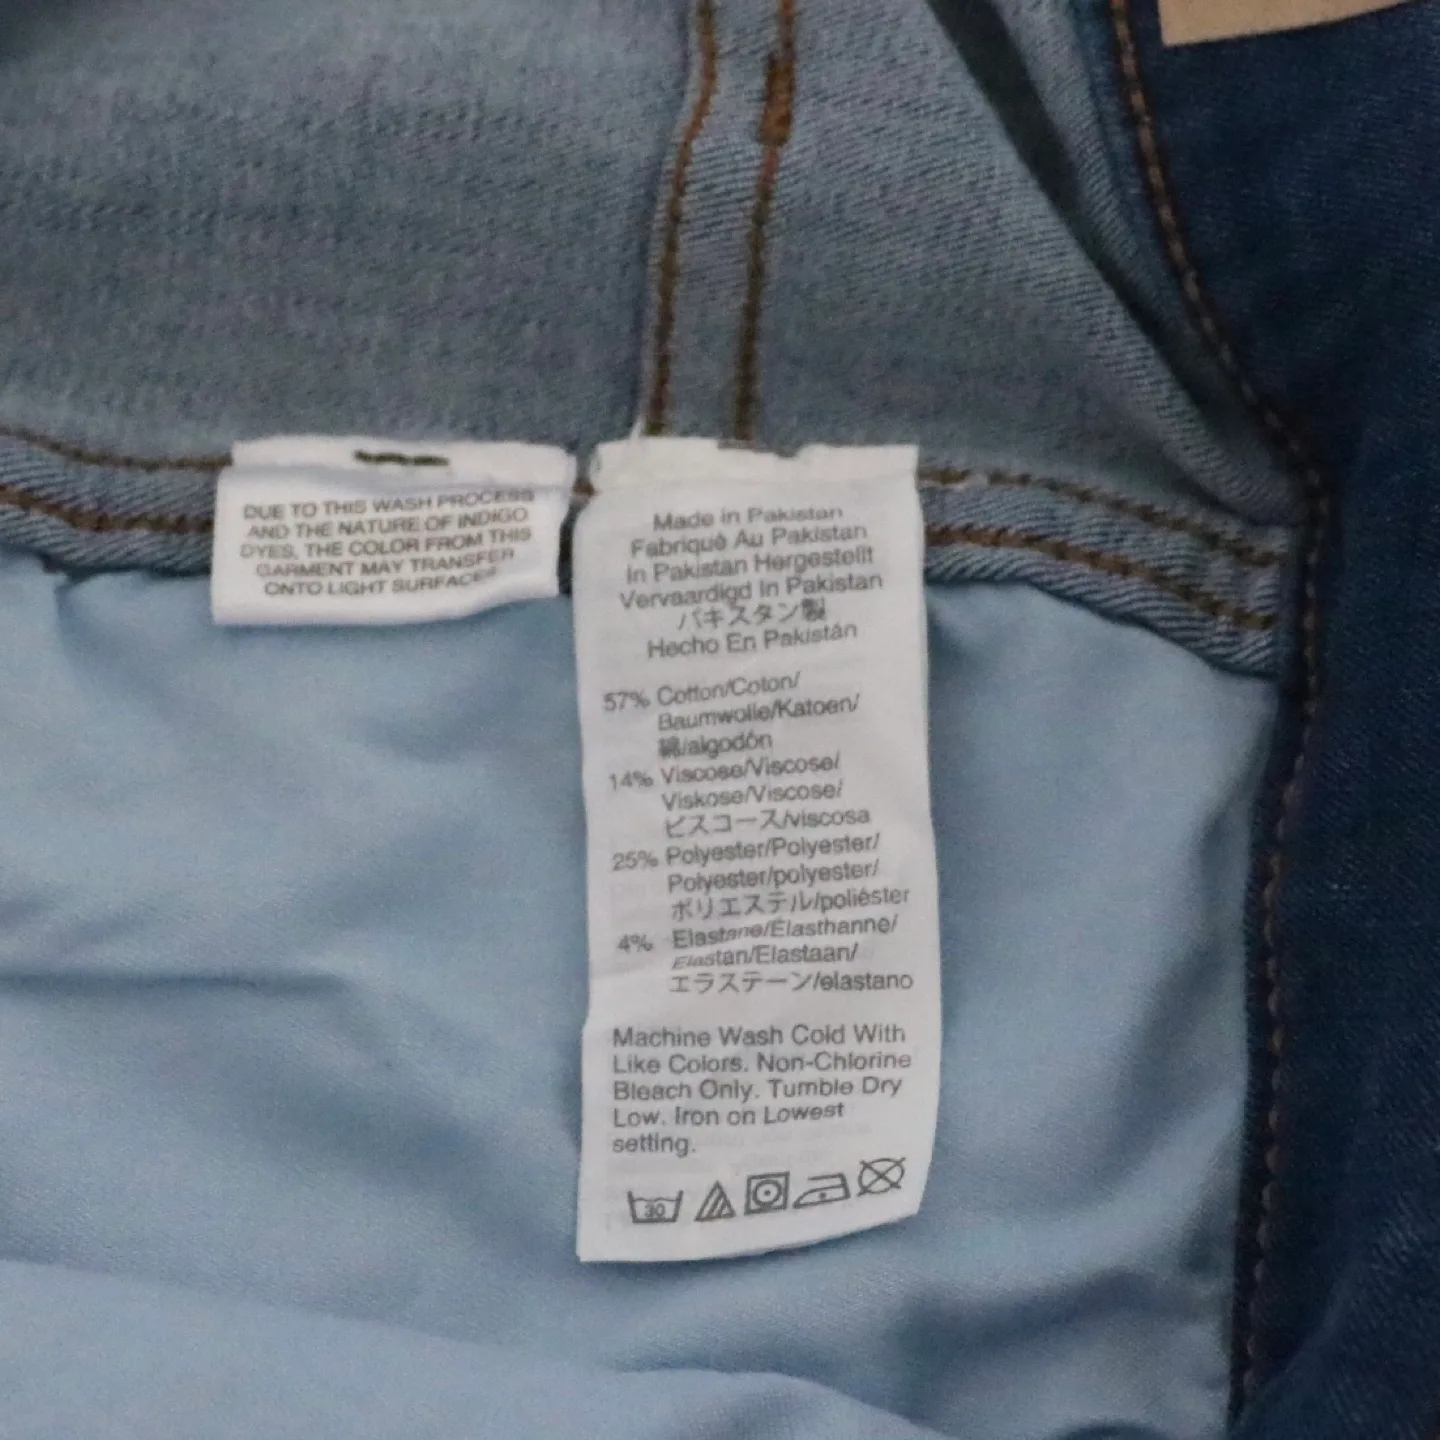 DUE TO THIS WASH PROCESS
AND THE NATURE OF INDIGO
DYES, THE COLOR FROM THIS
GARMENT MAY TRANSFER
ONTO LIGHT SURFACES
Made in Pakistan
Fabriqué Au Pakistan
In Pakistan Hergestellt
Vervaardigd In Pakistan
パキスタン製
Hecho En Pakistán
57% Cotton/Coton/
Baumwolle/Katoen/
綿/algodón
14% Viscose/Viscose/
Viskose/Viscose/
ビスコース/viscosa
25% Polyester/Polyester/
Polyester/polyester/
ポリエステル/poliéster
4% Elastane/Élasthanne/
Elastan/Elastaan/
エラステーン/elastano
Machine Wash Cold With
Like Colors. Non-Chlorine
Bleach Only. Tumble Dry
Low. Iron on Lowest
setting.
30